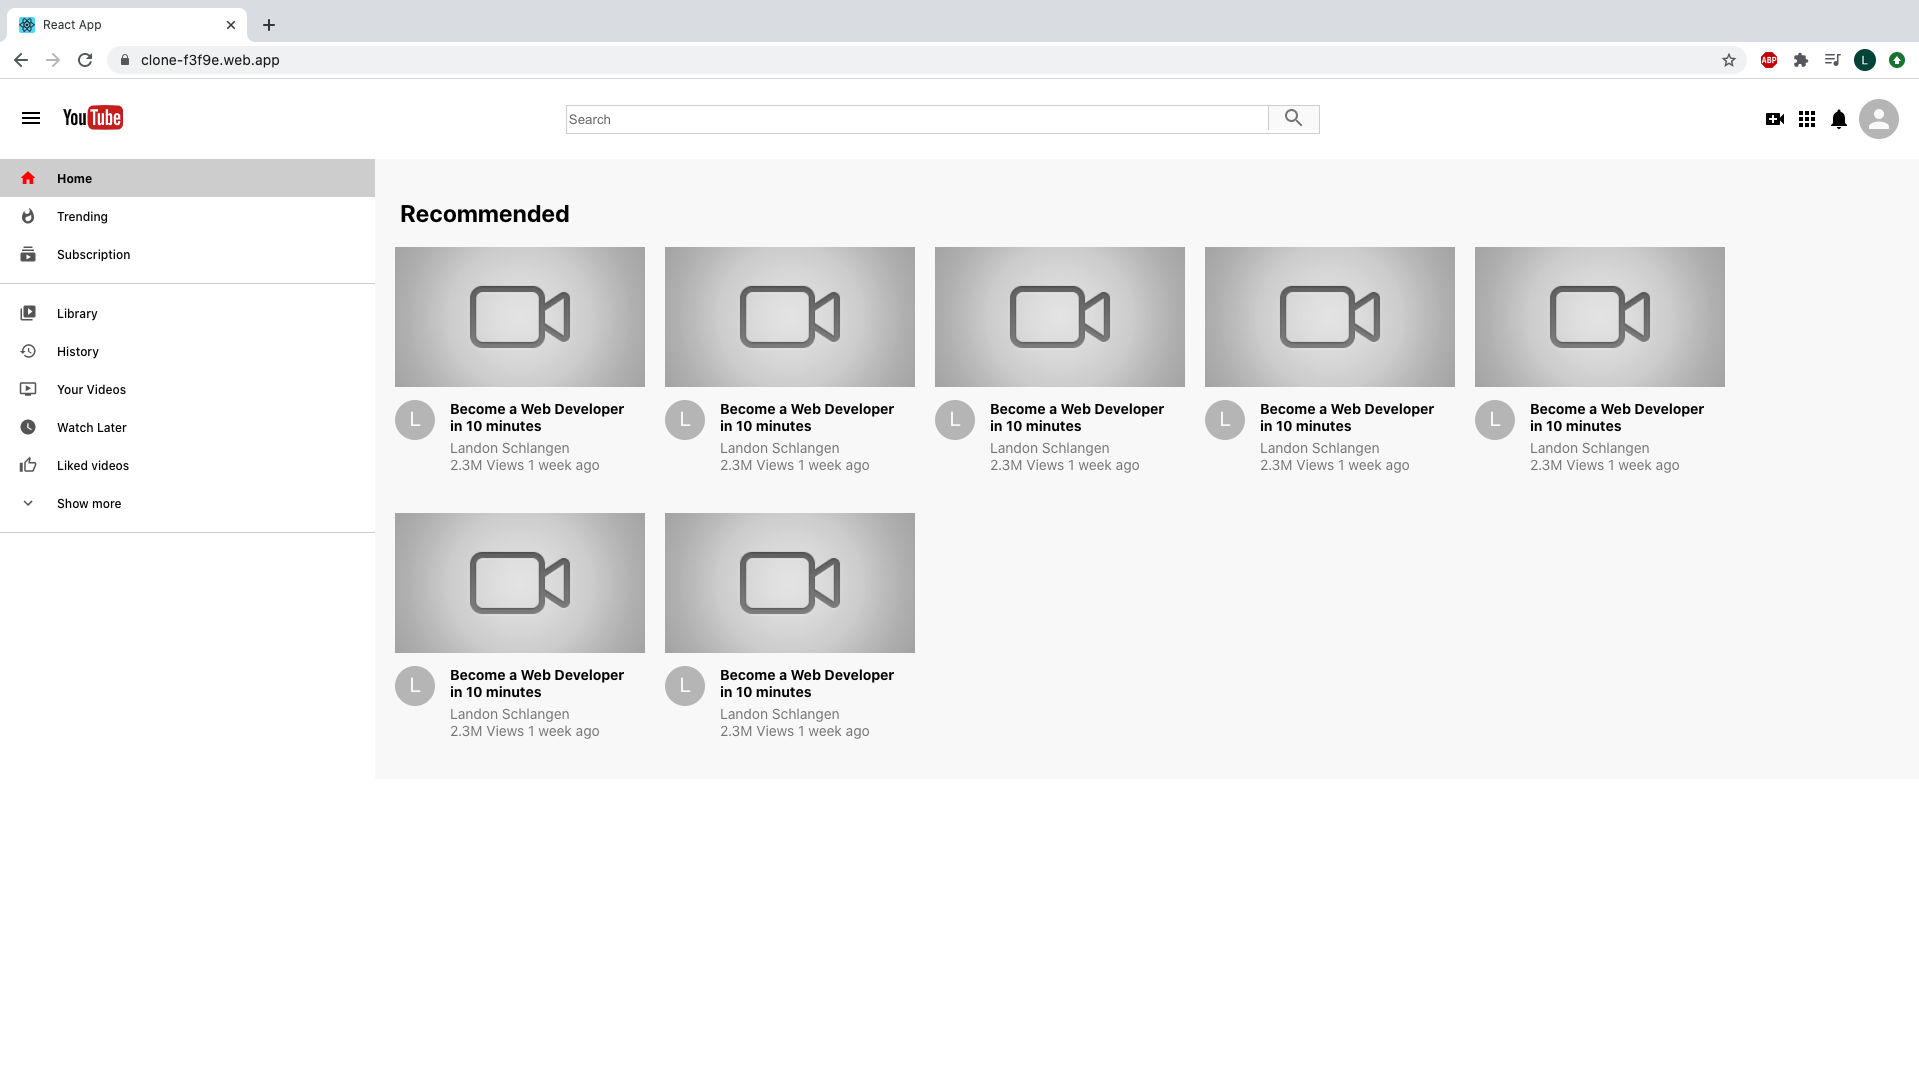 React App
clone-f3f9e.web.app
ABP
L
YouTube
Search
Home
Trending
Subscription
Library
History
Your Videos
Watch Later
Liked videos
Show more
Recommended
L
Become a Web Developer
in 10 minutes
Landon Schlangen
2.3M Views 1 week ago
L
Become a Web Developer
in 10 minutes
Landon Schlangen
2.3M Views 1 week ago
L
Become a Web Developer
in 10 minutes
Landon Schlangen
2.3M Views 1 week ago
L
Become a Web Developer
in 10 minutes
Landon Schlangen
2.3M Views 1 week ago
L
Become a Web Developer
in 10 minutes
Landon Schlangen
2.3M Views 1 week ago
L
Become a Web Developer
in 10 minutes
Landon Schlangen
2.3M Views 1 week ago
L
Become a Web Developer
in 10 minutes
Landon Schlangen
2.3M Views 1 week ago